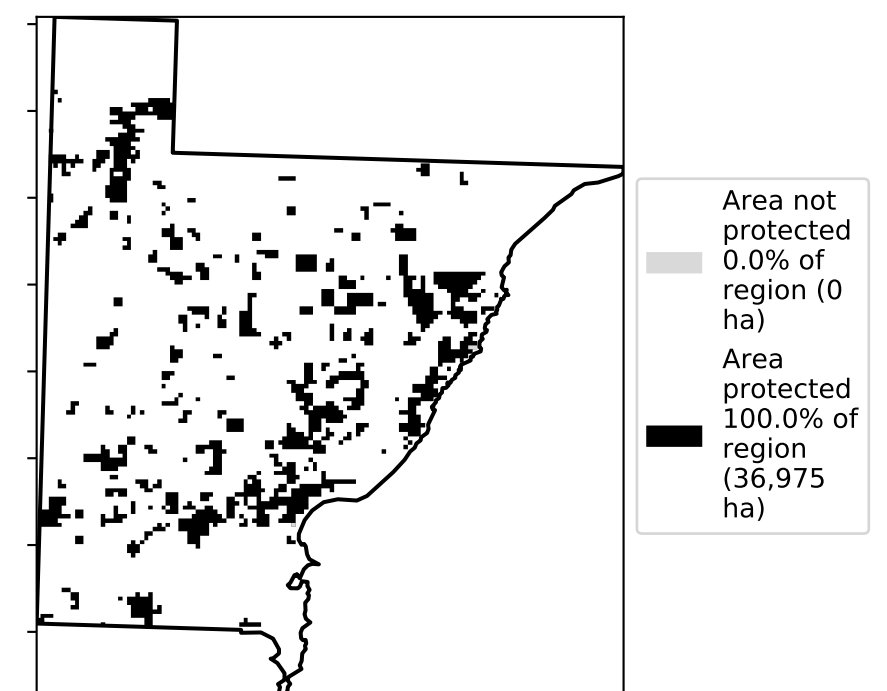 Area not
protected
0.0% of
region (0
ha)
Area
protected
100.0% of
region
(36,975
ha)